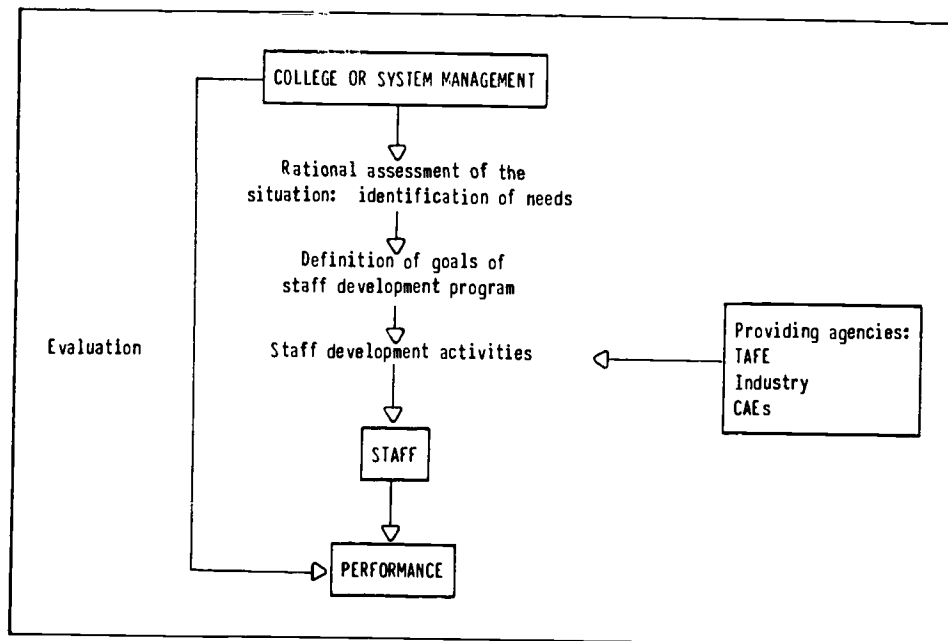 COLLEGE OR SYSTEM MANAGEMENT
Rational assessment of the
situation: identification of needs
Definition of goals of
staff development program
Evaluation
Staff development activities
Providing agencies:
TAFE
Industry
CAEs
STAFF
PERFORMANCE